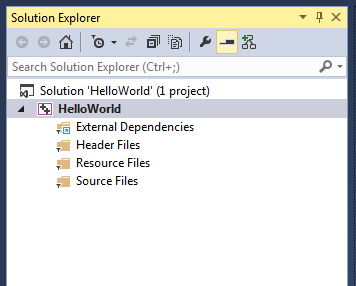 Solution Explorer
Search Solution Explorer (Ctrl+;)
Solution 'HelloWorld' (1 project)
HelloWorld
External Dependencies
Header Files
Resource Files
Source Files